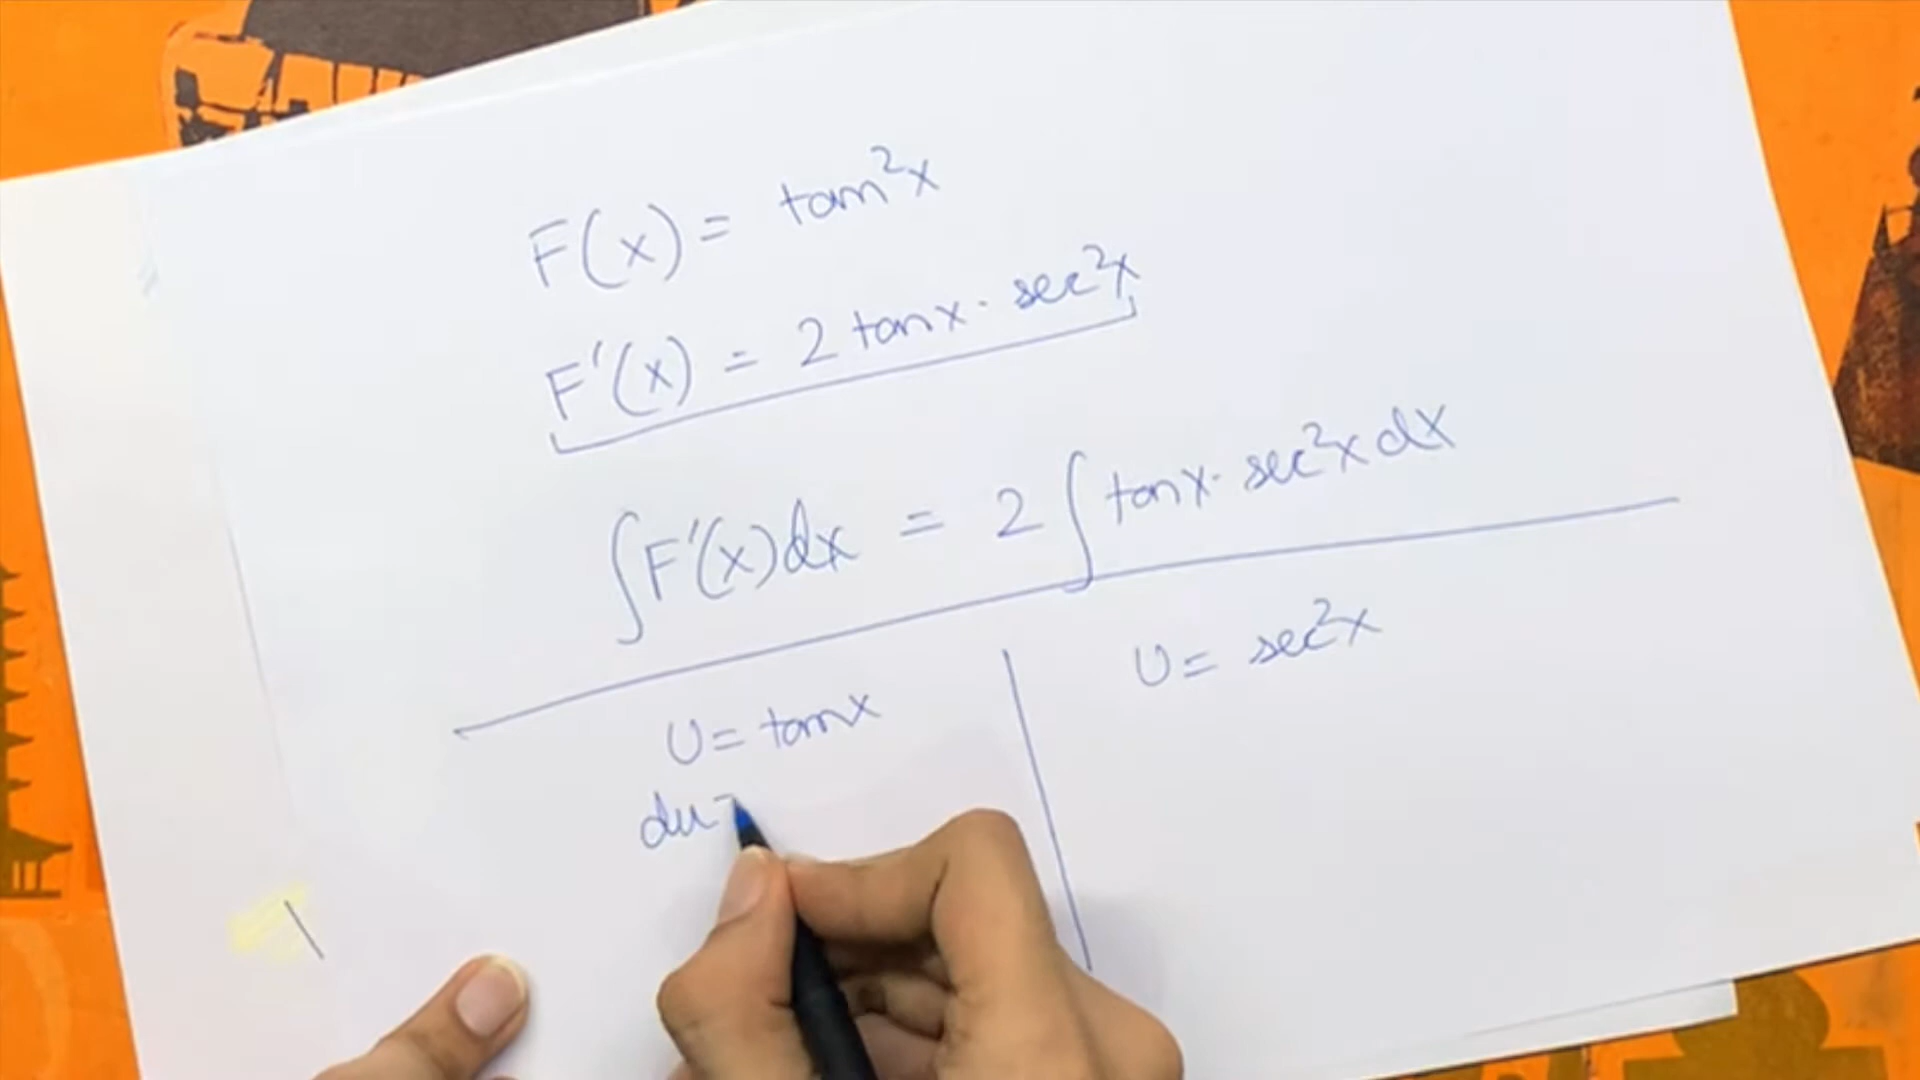 F(x) = tan²x
F'(x) = 2 tanx · sec²x
∫F'(x)dx = 2∫tanx · sec²x dx
U = tanx
U = sec²x
du =